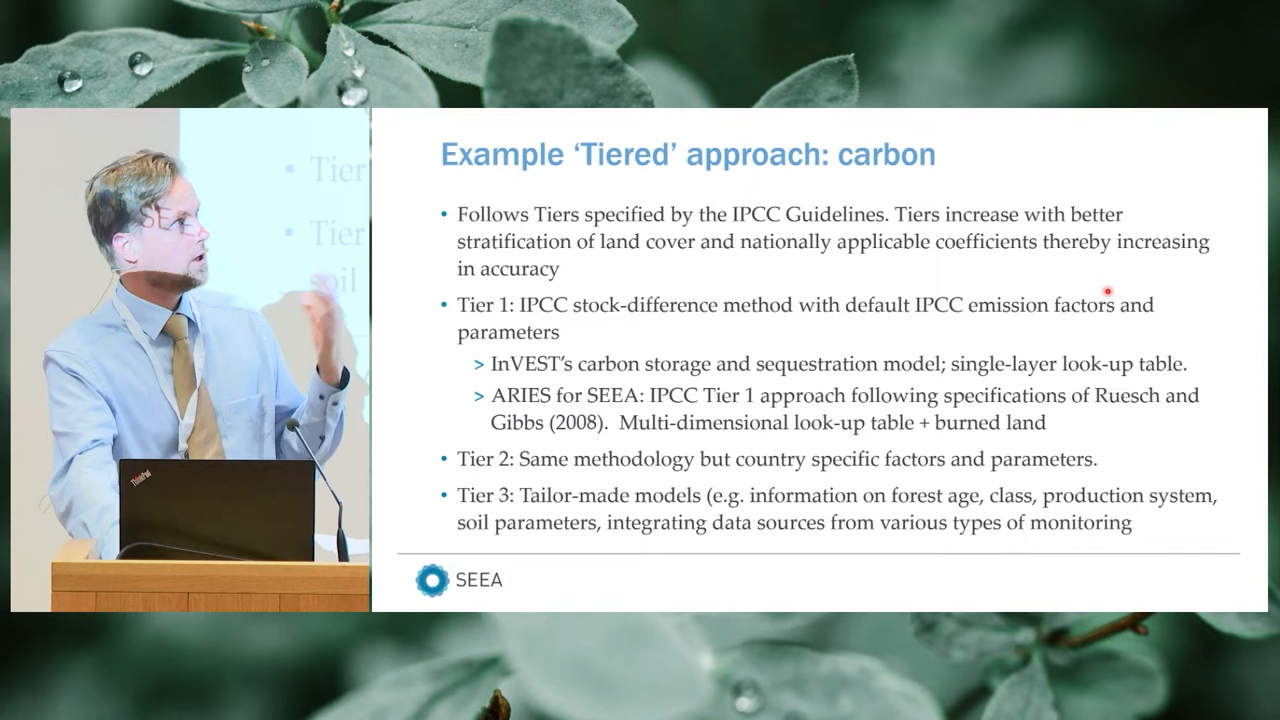 Tier
Tier
soil
ThinkPad
Example ‘Tiered’ approach: carbon
• Follows Tiers specified by the IPCC Guidelines. Tiers increase with better
stratification of land cover and nationally applicable coefficients thereby increasing
in accuracy
• Tier 1: IPCC stock-difference method with default IPCC emission factors and
parameters
> InVEST’s carbon storage and sequestration model; single-layer look-up table.
> ARIES for SEEA: IPCC Tier 1 approach following specifications of Ruesch and
Gibbs (2008). Multi-dimensional look-up table + burned land
• Tier 2: Same methodology but country specific factors and parameters.
• Tier 3: Tailor-made models (e.g. information on forest age, class, production system,
soil parameters, integrating data sources from various types of monitoring
SEEA